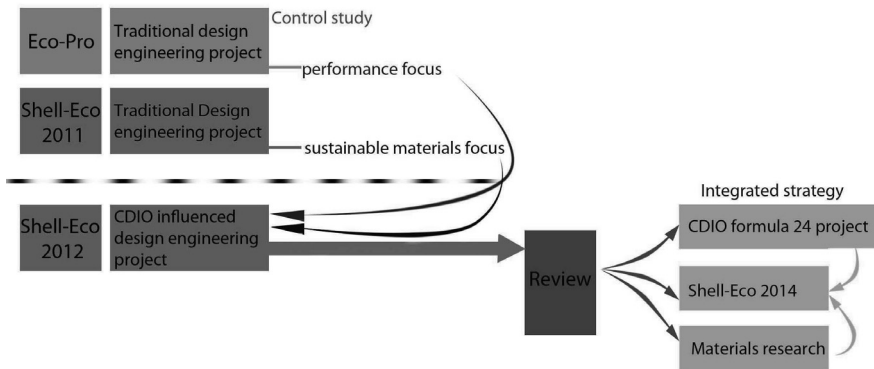 Control study
Eco-Pro
Traditional design
engineering project
performance focus
Shell-Eco
2011
Traditional Design
engineering project
sustainable materials focus
Shell-Eco
2012
CDIO influenced
design engineering
project
Review
Integrated strategy
CDIO formula 24 project
Shell-Eco 2014
Materials research